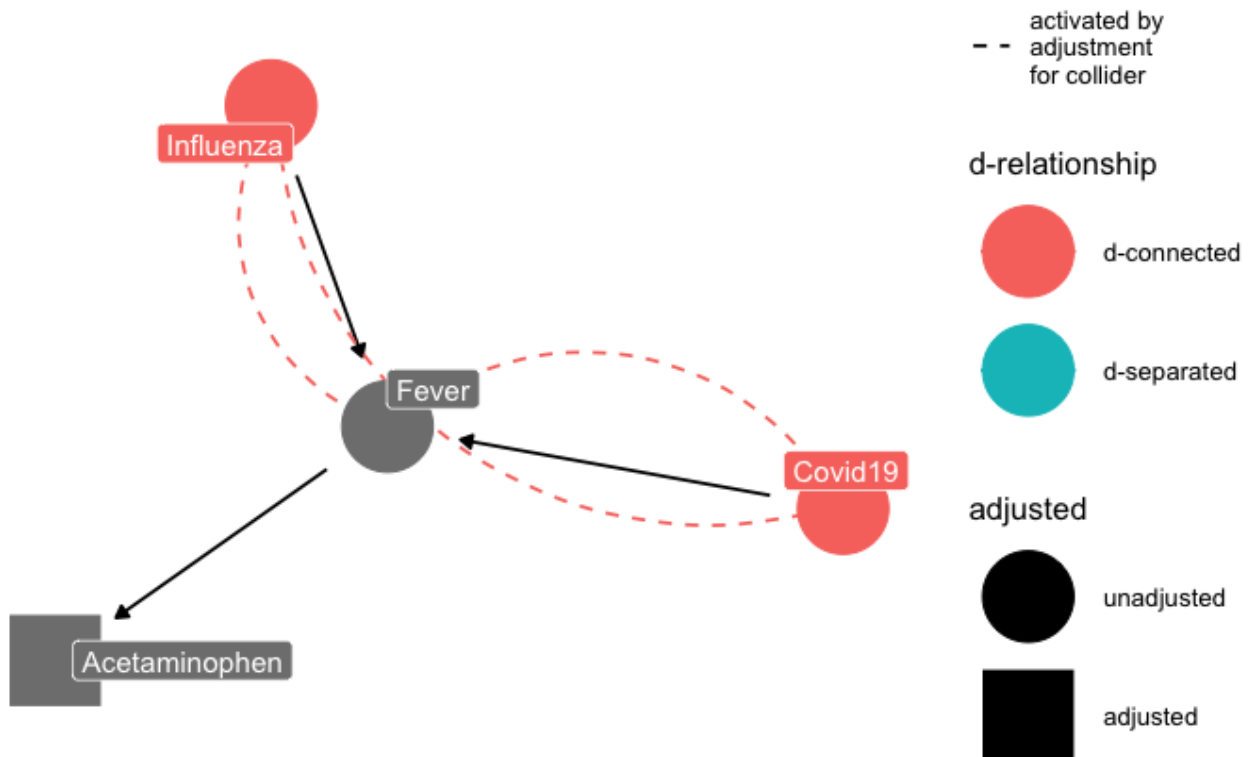 activated by
adjustment
for collider
Influenza
d-relationship
d-connected
d-separated
Fever
Covid19
adjusted
unadjusted
Acetaminophen
adjusted